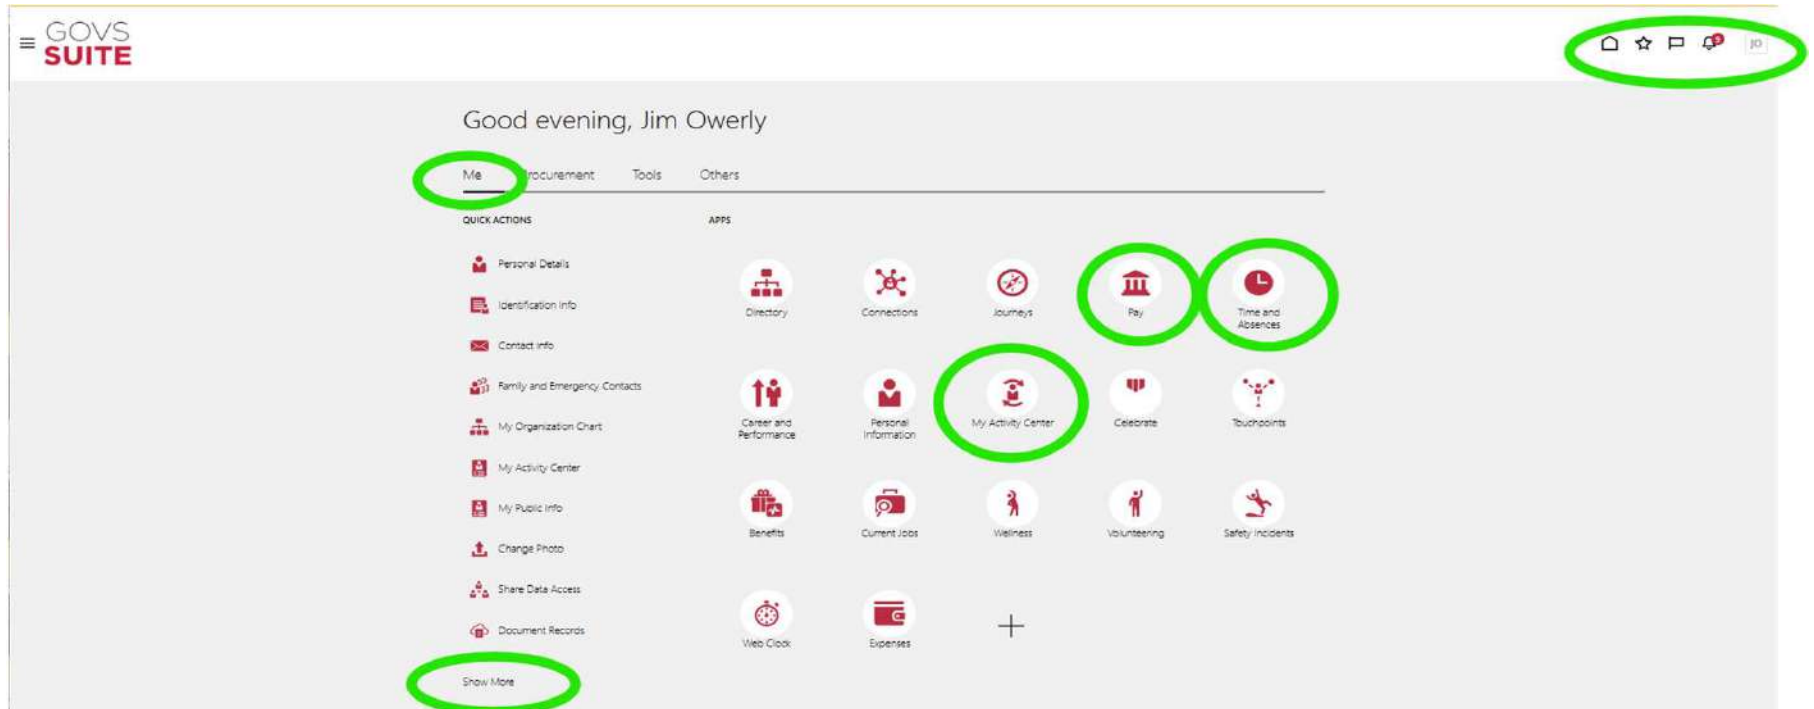 GOVS
SUITE
5
JO
Good evening, Jim Owerly
Me Procurement Tools Others
QUICK ACTIONS
APPS
Personal Details
Identification Info
Contact Info
Family and Emergency Contacts
My Organization Chart
My Activity Center
My Public Info
Change Photo
Share Data Access
Document Records
Show More
Directory
Connections
Journeys
Pay
Time and
Absences
Career and
Performance
Personal
Information
My Activity Center
Celebrate
Touchpoints
Benefits
Current Jobs
Wellness
Volunteering
Safety Incidents
Web Clock
Expenses